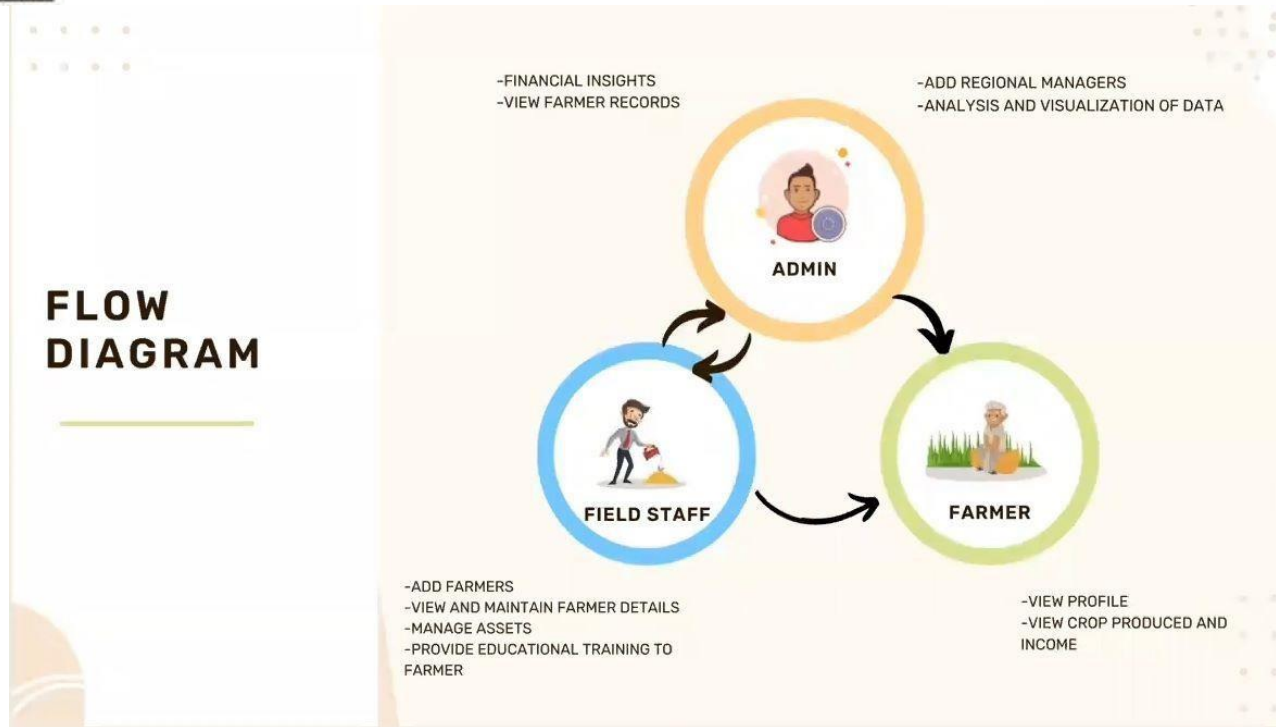 FLOW
DIAGRAM
-FINANCIAL INSIGHTS
-VIEW FARMER RECORDS
-ADD REGIONAL MANAGERS
-ANALYSIS AND VISUALIZATION OF DATA
ADMIN
FIELD STAFF
FARMER
-ADD FARMERS
-VIEW AND MAINTAIN FARMER DETAILS
-MANAGE ASSETS
-PROVIDE EDUCATIONAL TRAINING TO
FARMER
-VIEW PROFILE
-VIEW CROP PRODUCED AND
INCOME